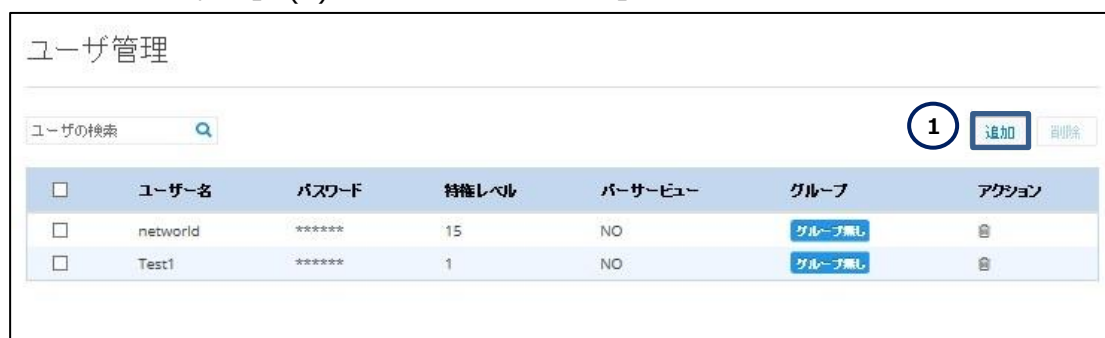 ユーザ管理
ユーザの検索
1 追加 削除
ユーザー名 パスワード 特権レベル パーサービュー グループ アクション
networld ****** 15 NO グループ無し
Test1 ****** 1 NO グループ無し